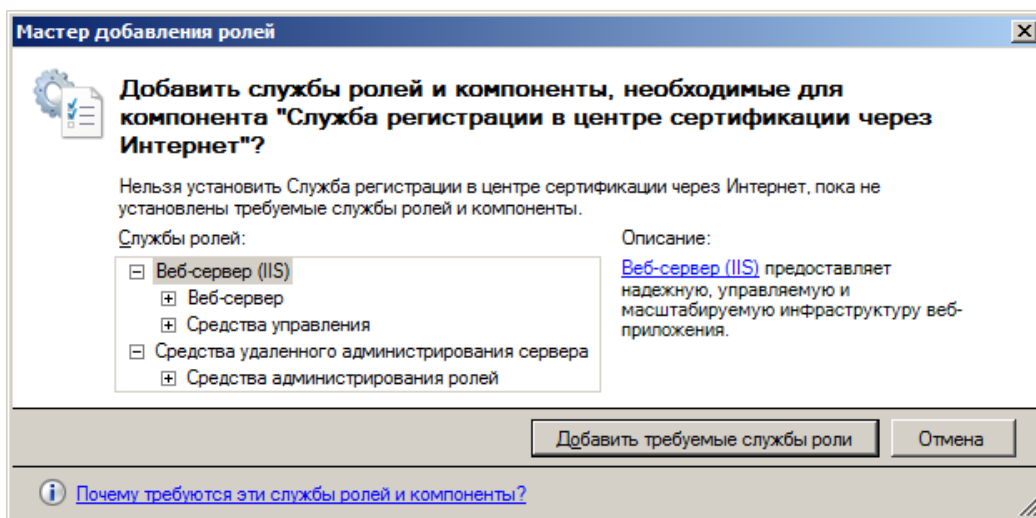 Мастер добавления ролей
Добавить службы ролей и компоненты, необходимые для
компонента "Служба регистрации в центре сертификации через
Интернет"?
Нельзя установить Служба регистрации в центре сертификации через Интернет, пока не
установлены требуемые службы ролей и компоненты.
Службы ролей:
Веб-сервер (IIS)
Веб-сервер
Средства управления
Средства удаленного администрирования сервера
Средства администрирования ролей
Описание:
Веб-сервер (IIS) предоставляет
надежную, управляемую и
масштабируемую инфраструктуру веб-
приложения.
Добавить требуемые службы роли
Отмена
Почему требуются эти службы ролей и компоненты?